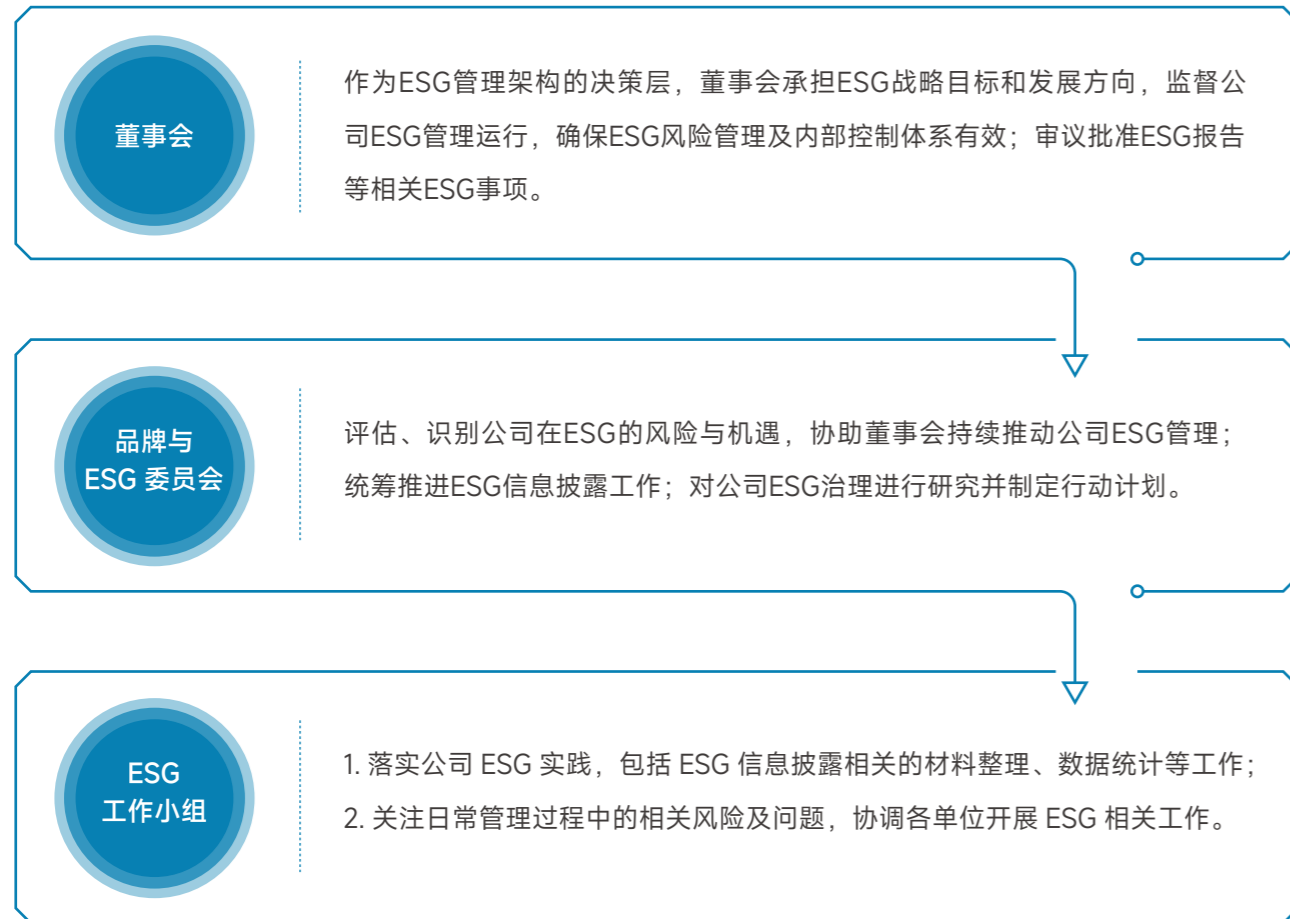 董事会
作为ESG管理架构的决策层，董事会承担ESG战略目标和发展方向，监督公
司ESG管理运行，确保ESG风险管理及内部控制体系有效；审议批准ESG报告
等相关ESG事项。
品牌与
ESG 委员会
评估、识别公司在ESG的风险与机遇，协助董事会持续推动公司ESG管理；
统筹推进ESG信息披露工作；对公司ESG治理进行研究并制定行动计划。
ESG
工作小组
1. 落实公司 ESG 实践，包括 ESG 信息披露相关的材料整理、数据统计等工作；
2. 关注日常管理过程中的相关风险及问题，协调各单位开展 ESG 相关工作。